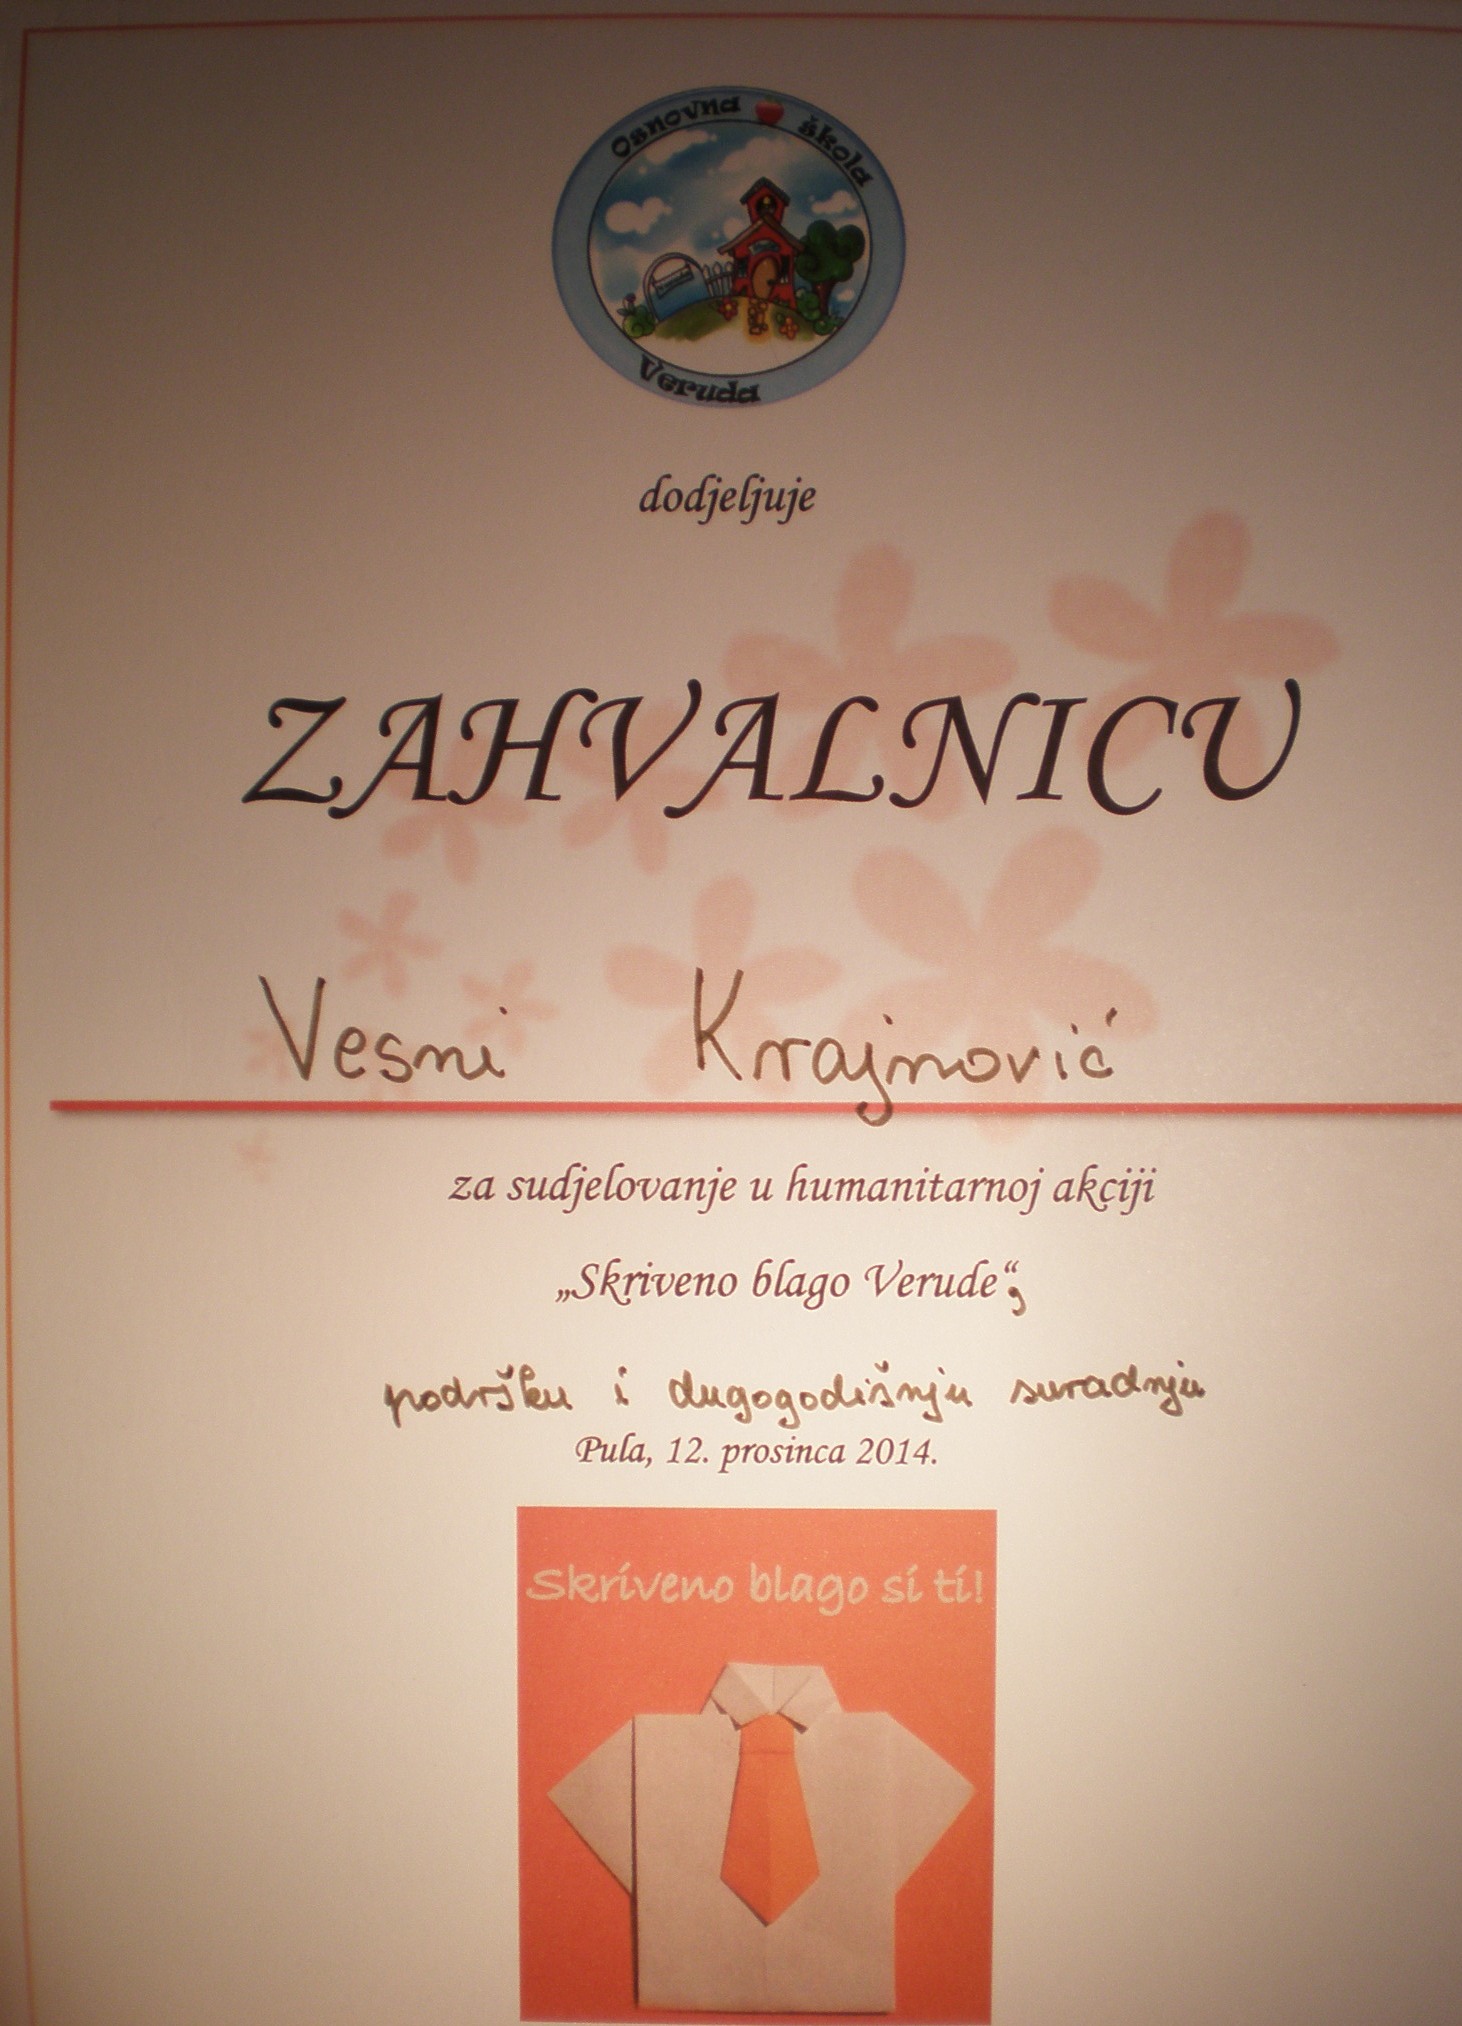 Osnovna škola
Veruda
dodjeljuje
ZAHVALNICU
Vesni Krajnović
za sudjelovanje u humanitarnoj akciji
„Skriveno blago Verude“,
podršku i dugogodišnju suradnju
Pula, 12. prosinca 2014.
Skriveno blago si ti!